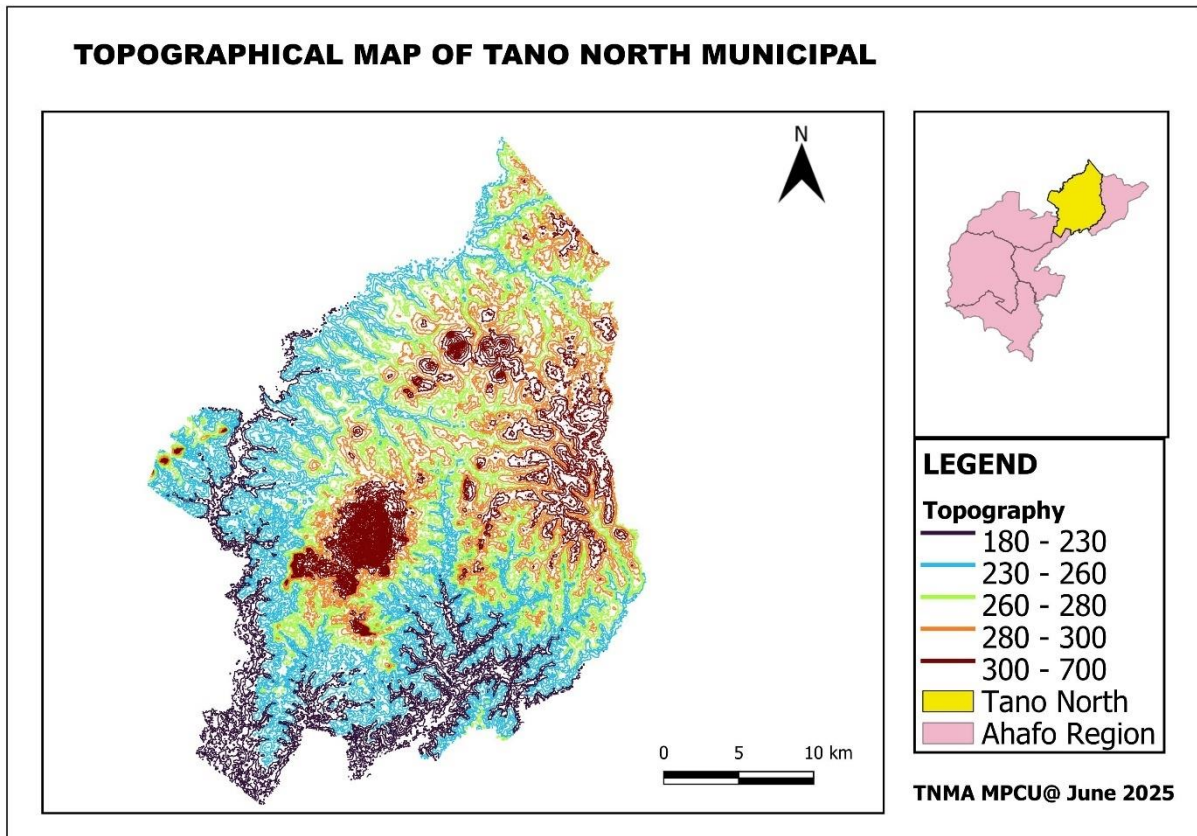 TOPOGRAPHICAL MAP OF TANO NORTH MUNICIPAL
N
LEGEND
Topography
180 - 230
230 - 260
260 - 280
280 - 300
300 - 700
Tano North
Ahafo Region
0 5 10 km
TNMA MPCU@ June 2025